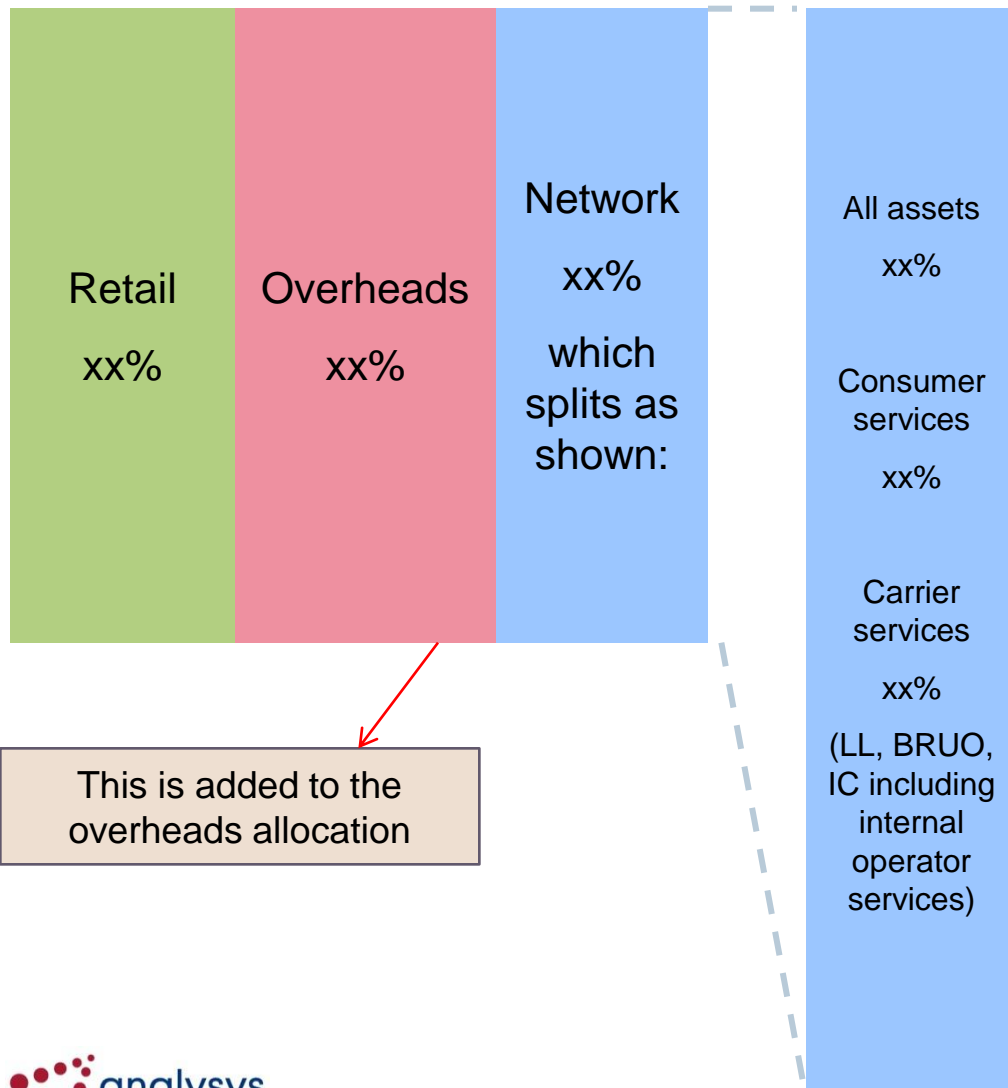 Retail
xx%
Overheads
xx%
Network
xx%
which
splits as
shown:
All assets
xx%
Consumer
services
xx%
Carrier
services
xx%
(LL, BRUO,
IC including
internal
operator
services)
This is added to the
overheads allocation
analysys